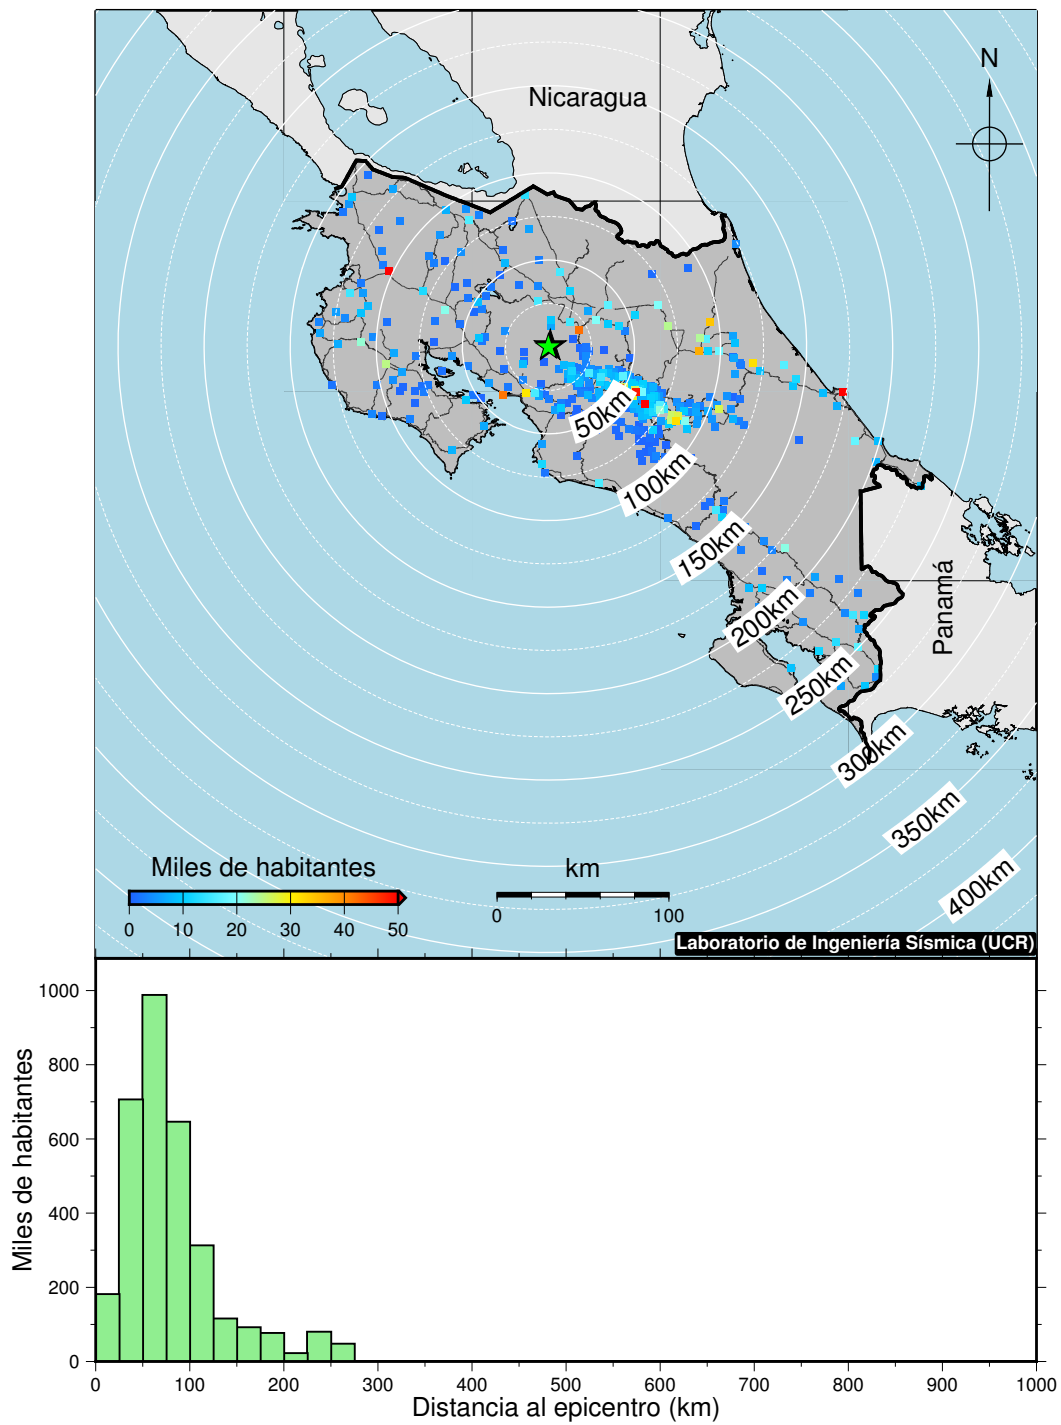 N
Nicaragua
50km
100km
150km
200km
250km
300km
350km
400km
Panamá
Miles de habitantes
0 10 20 30 40 50
km
0 100
Laboratorio de Ingeniería Sísmica (UCR)
Miles de habitantes
1000
800
600
400
200
0
0 100 200 300 400 500 600 700 800 900 1000
Distancia al epicentro (km)